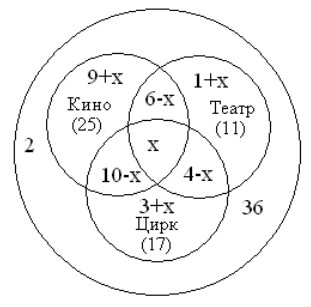 9+x
1+x
6-x
Кино
(25)
Театр
(11)
2
x
10-x
4-x
3+x
Цирк
(17)
36